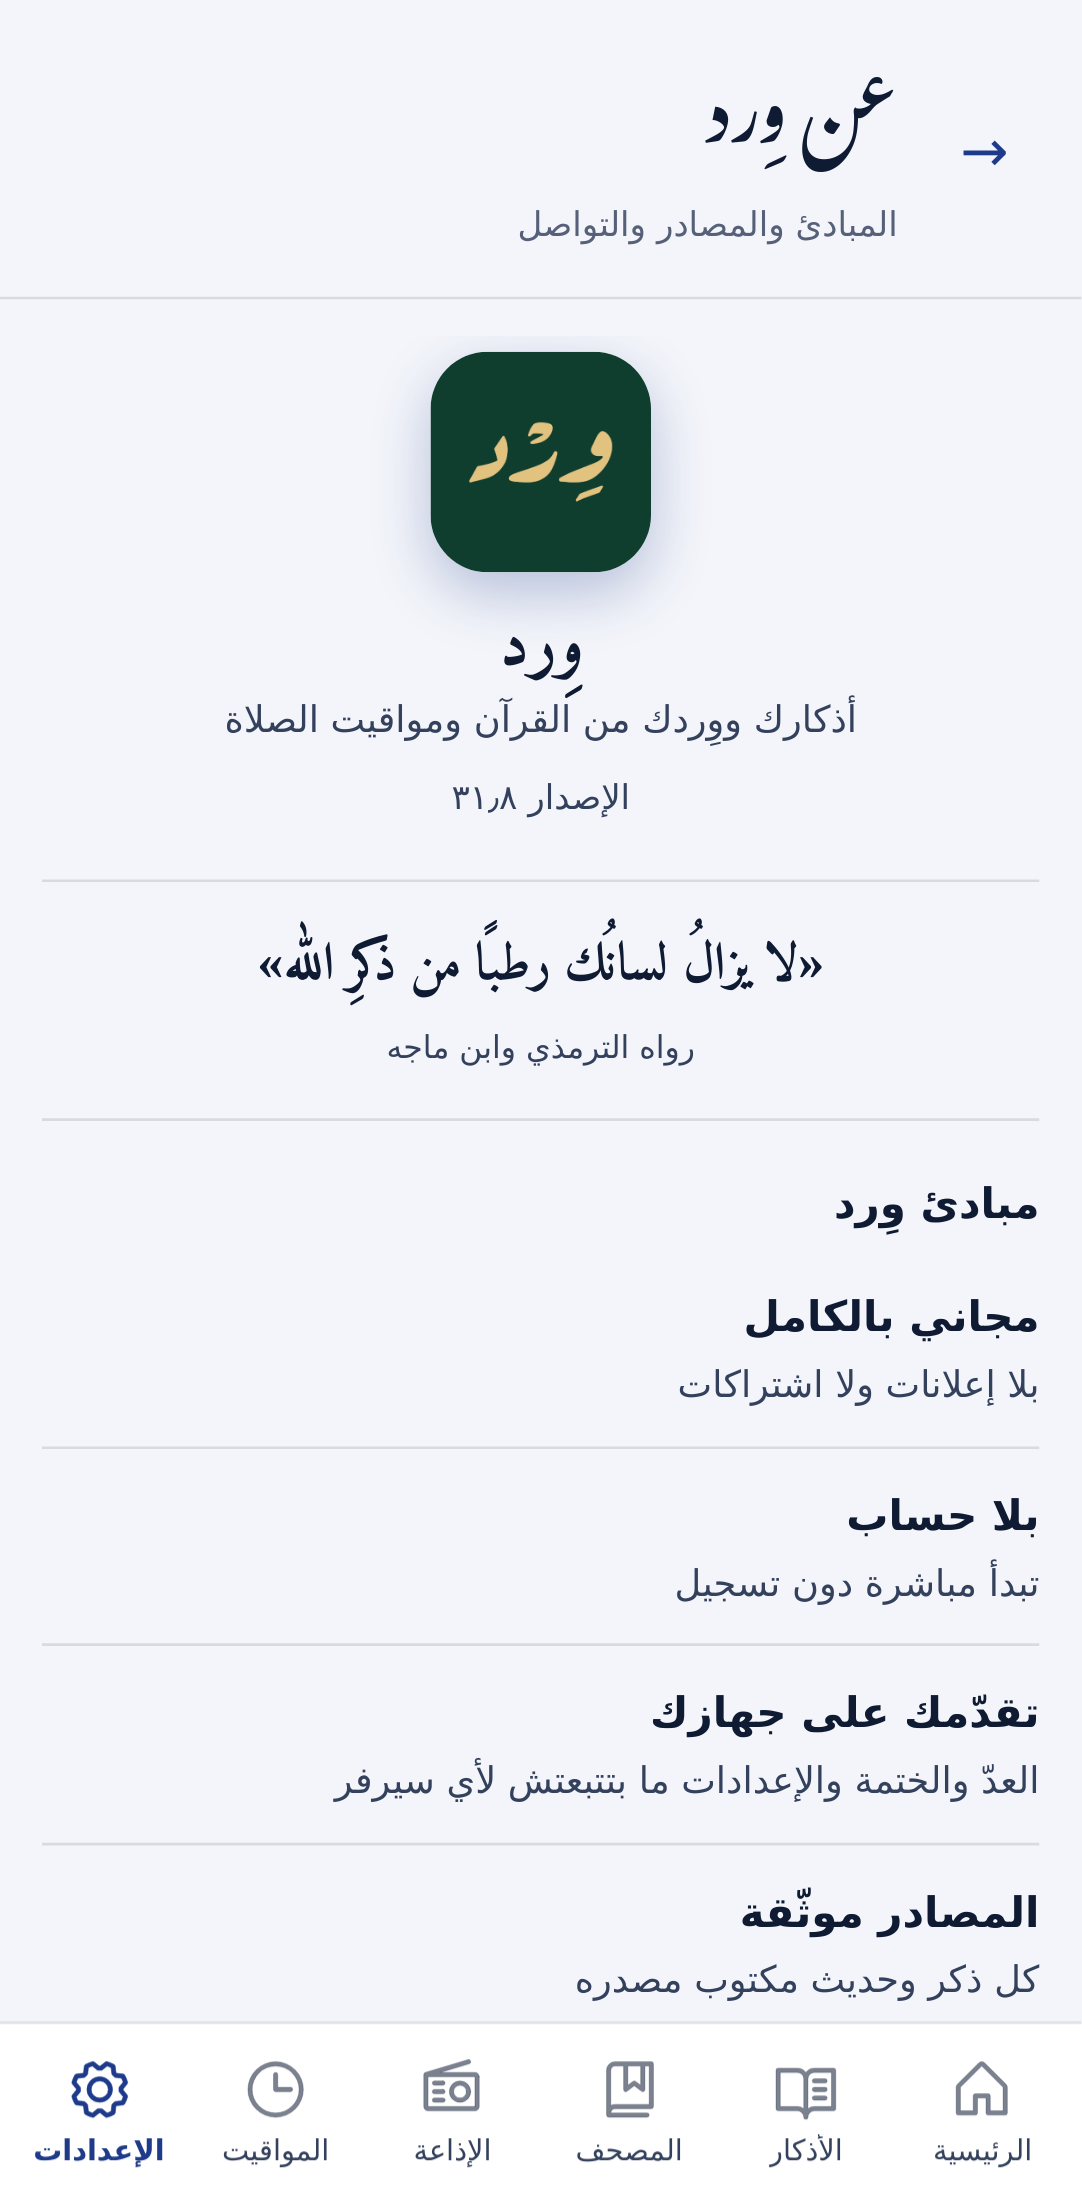 عن وِرد
المبادئ والمصادر والتواصل
وِرْد
وِرد
أذكارك ووِردك من القرآن ومواقيت الصلاة
الإصدار ٣١٫٨
«لا يزالُ لسانُك رطبًا من ذكرِ الله»
رواه الترمذي وابن ماجه
مبادئ وِرد
مجاني بالكامل
بلا إعلانات ولا اشتراكات
بلا حساب
تبدأ مباشرة دون تسجيل
تقدّمك على جهازك
العدّ والختمة والإعدادات ما بتتبعتش لأي سيرفر
المصادر موثّقة
كل ذكر وحديث مكتوب مصدره
الرئيسية
الأذكار
المصحف
الإذاعة
المواقيت
الإعدادات